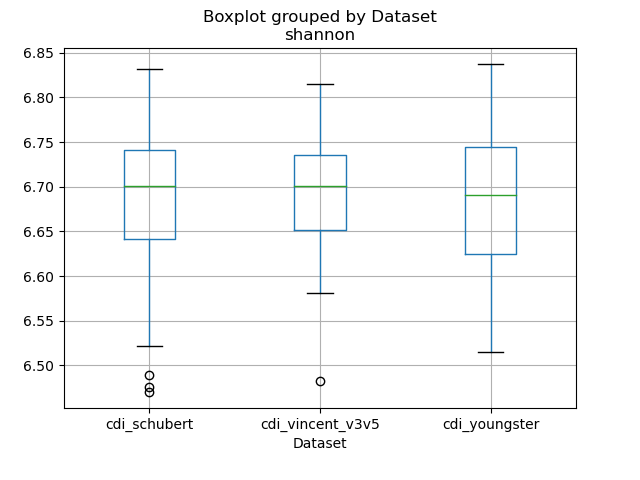 Boxplot grouped by Dataset
shannon
6.85
6.80
6.75
6.70
6.65
6.60
6.55
6.50
cdi_schubert cdi_vincent_v3v5 cdi_youngster
Dataset